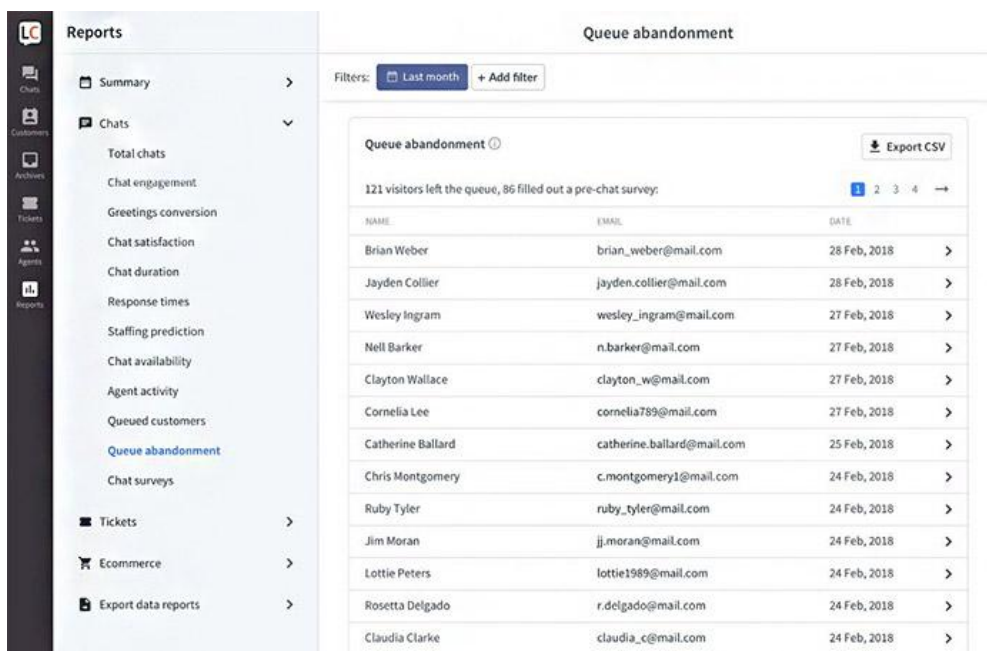 LC
Chats
Customers
Archives
Tickets
Agents
Reports
Reports
Summary
Chats
Total chats
Chat engagement
Greetings conversion
Chat satisfaction
Chat duration
Response times
Staffing prediction
Chat availability
Agent activity
Queued customers
Queue abandonment
Chat surveys
Tickets
Ecommerce
Export data reports
Queue abandonment
Filters: Last month + Add filter
Queue abandonment Export CSV
121 visitors left the queue, 86 filled out a pre-chat survey: 1 2 3 4 →
NAME EMAIL DATE
Brian Weber brian_weber@mail.com 28 Feb, 2018
Jayden Collier jayden.collier@mail.com 28 Feb, 2018
Wesley Ingram wesley_ingram@mail.com 27 Feb, 2018
Nell Barker n.barker@mail.com 27 Feb, 2018
Clayton Wallace clayton_w@mail.com 27 Feb, 2018
Cornelia Lee cornelia789@mail.com 27 Feb, 2018
Catherine Ballard catherine.ballard@mail.com 25 Feb, 2018
Chris Montgomery c.montgomery1@mail.com 24 Feb, 2018
Ruby Tyler ruby_tyler@mail.com 24 Feb, 2018
Jim Moran jj.moran@mail.com 24 Feb, 2018
Lottie Peters lottie1989@mail.com 24 Feb, 2018
Rosetta Delgado r.delgado@mail.com 24 Feb, 2018
Claudia Clarke claudia_c@mail.com 24 Feb, 2018